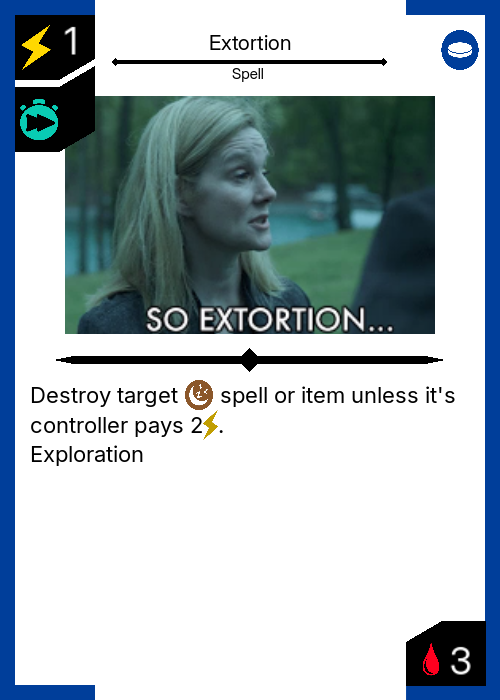 1
Extortion
Spell
SO EXTORTION...
Destroy target spell or item unless it's
controller pays 2.
Exploration
3